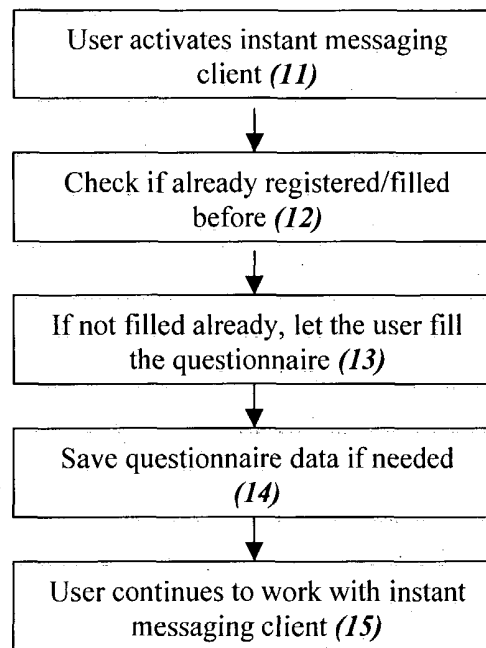 User activates instant messaging
client (11)
Check if already registered/filled
before (12)
If not filled already, let the user fill
the questionnaire (13)
Save questionnaire data if needed
(14)
User continues to work with instant
messaging client (15)